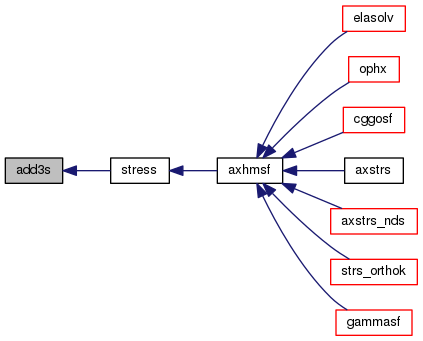 elasolv
ophx
cggosf
add3s
stress
axhmsf
axstrs
axstrs_nds
strs_orthok
gammasf